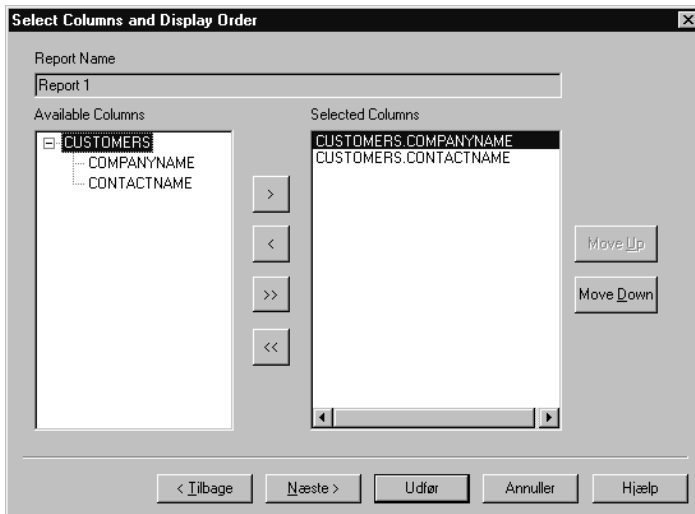 Select Columns and Display Order
Report Name
Report 1
Available Columns
Selected Columns
CUSTOMERS
COMPANYNAME
CONTACTNAME
>
<
>>
<<
CUSTOMERS.COMPANYNAME
CUSTOMERS.CONTACTNAME
Move Up
Move Down
< Tilbage
Næste >
Udfør
Annuller
Hjælp